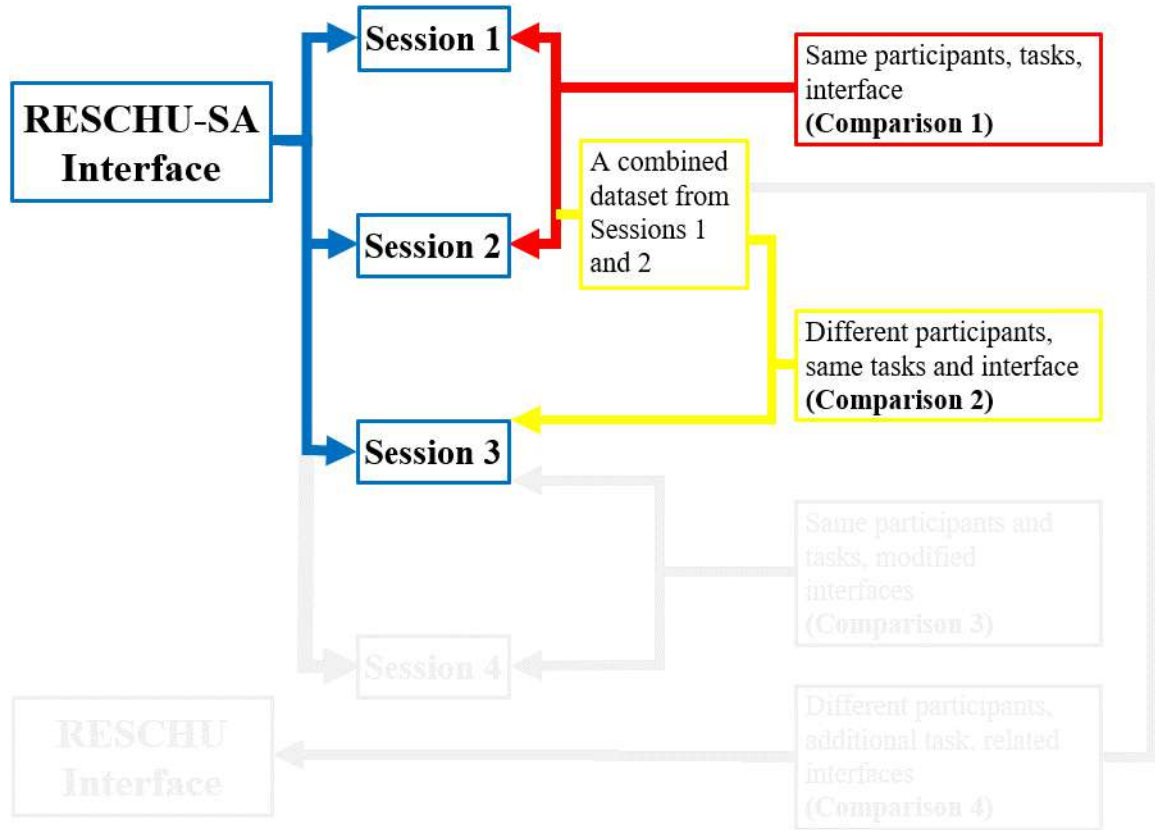 Session 1
Same participants, tasks,
interface
(Comparison 1)
RESCHU-SA
Interface
A combined
dataset from
Sessions 1
and 2
Session 2
Different participants,
same tasks and interface
(Comparison 2)
Session 3
Same participants and
tasks, modified
interfaces
(Comparison 3)
Session 4
RESCHU
Interface
Different participants,
additional task, related
interfaces
(Comparison 4)